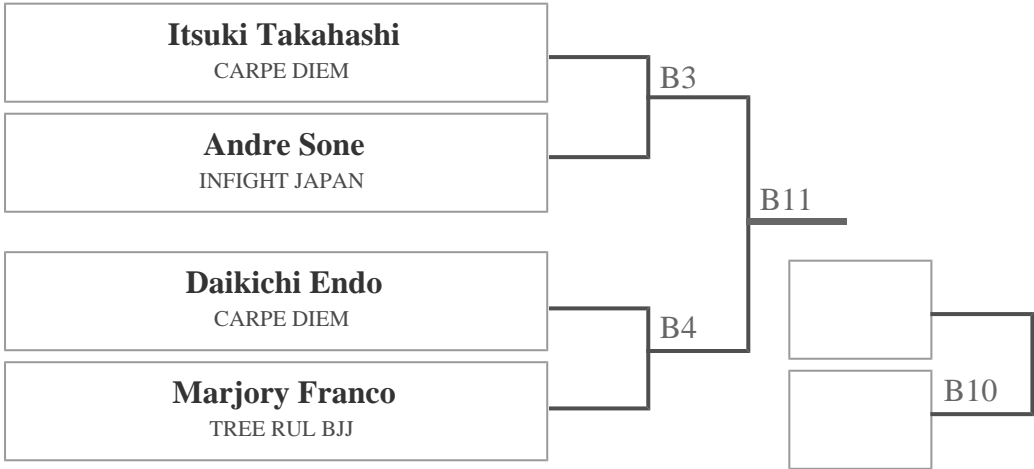 Itsuki Takahashi
CARPE DIEM
B3
Andre Sone
INFIGHT JAPAN
B11
Daikichi Endo
CARPE DIEM
B4
Marjory Franco
TREE RUL BJJ
B10